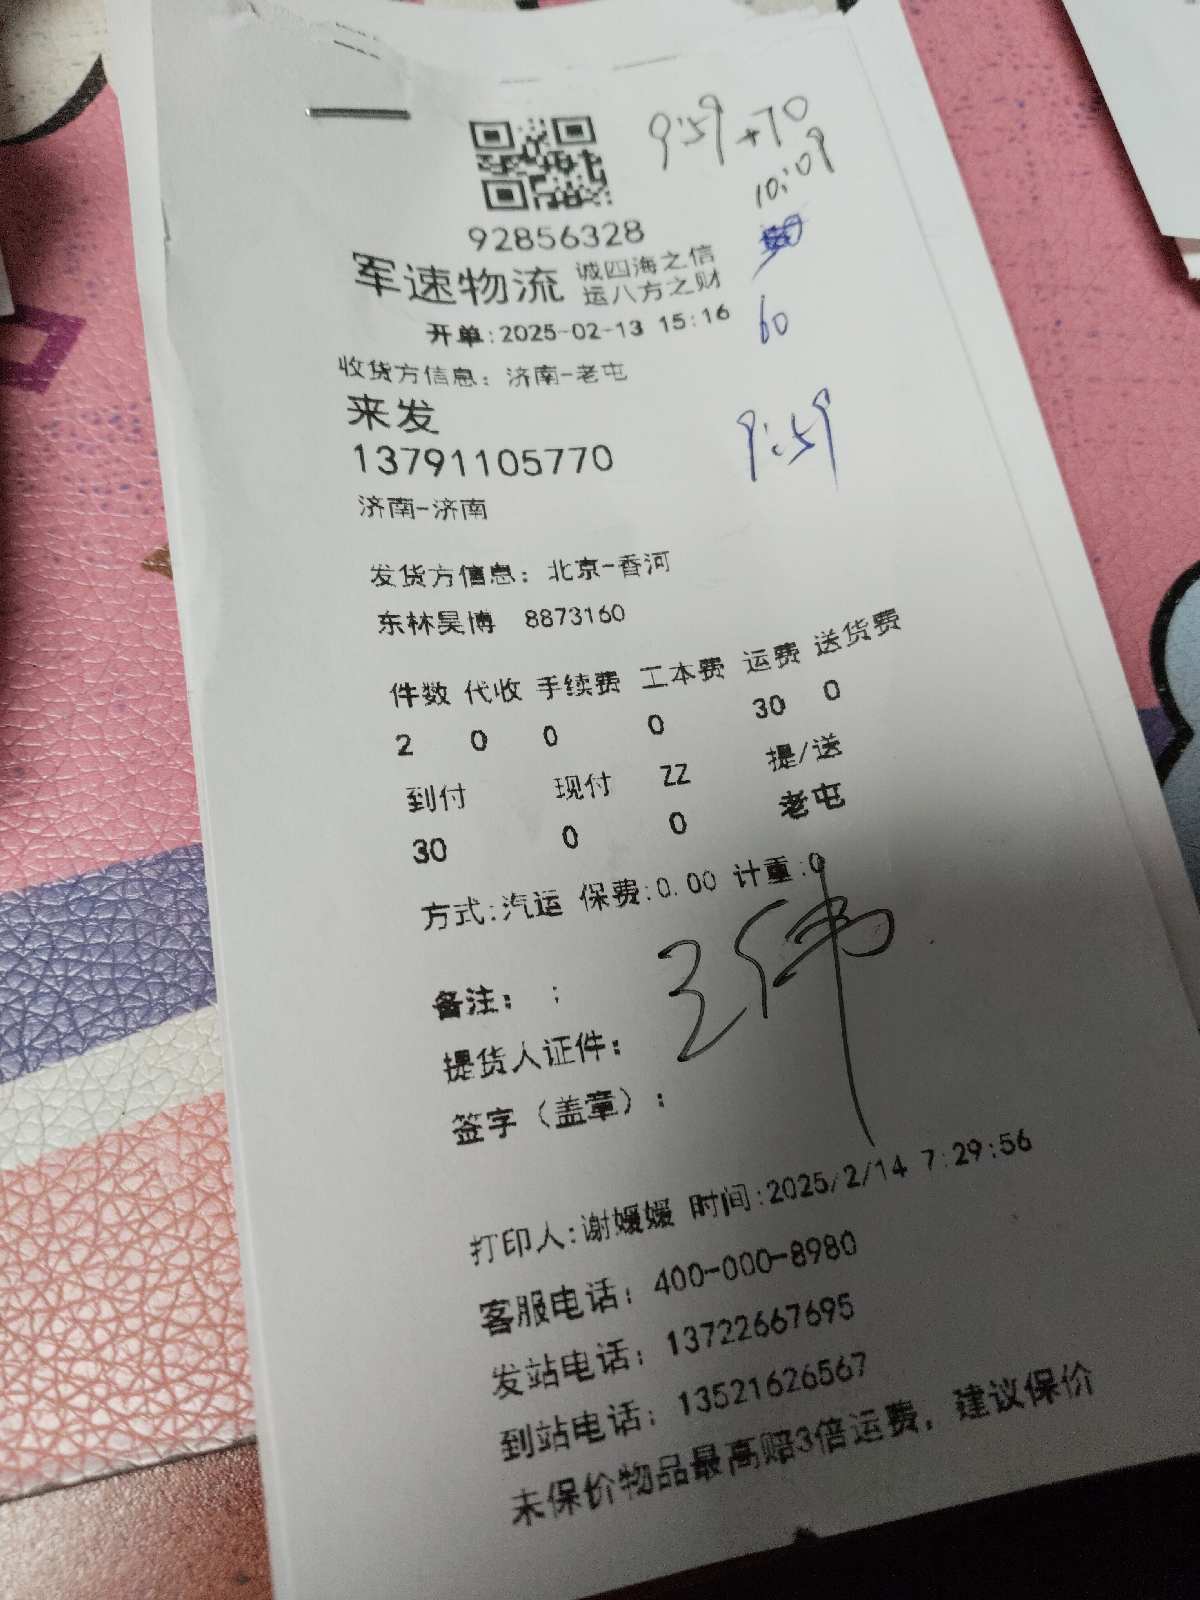 9:59 +70
10:09
92856328
军速物流 诚四海之信
运八方之财
60
开单:2025-02-13 15:16
收货方信息: 济南-老屯
来发
9:59
13791105770
济南-济南
发货方信息: 北京-香河
东林昊博 8873160
件数 代收 手续费 工本费 运费 送货费
2 0 0 0 30 0
到付 现付 ZZ 提/送
30 0 0 老屯
方式:汽运 保费:0.00 计重:0
备注: ;
提货人证件:
签字(盖章):
打印人:谢媛媛 时间:2025/2/14 7:29:56
客服电话: 400-000-8980
发站电话: 13722667695
到站电话: 13521626567
未保价物品最高赔3倍运费, 建议保价